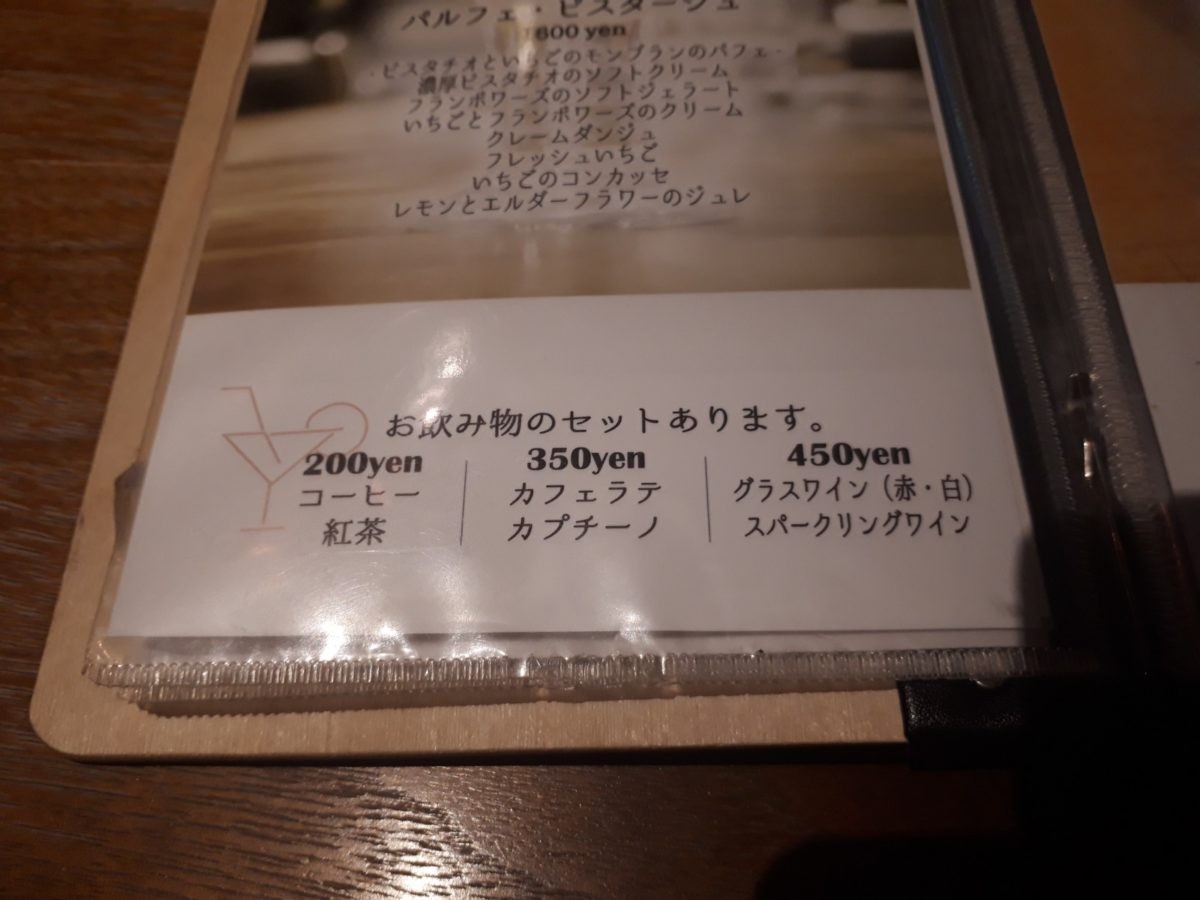 パルフェ・ピスターシュ
1600 yen
・ピスタチオといちごのモンブランのパフェ・
濃厚ピスタチオのソフトクリーム
フランボワーズのソフトジェラート
いちごとフランボワーズのクリーム
クレームダンジュ
フレッシュいちご
いちごのコンカッセ
レモンとエルダーフラワーのジュレ
お飲み物のセットあります。
200yen
コーヒー
紅茶
350yen
カフェラテ
カプチーノ
450yen
グラスワイン（赤・白）
スパークリングワイン